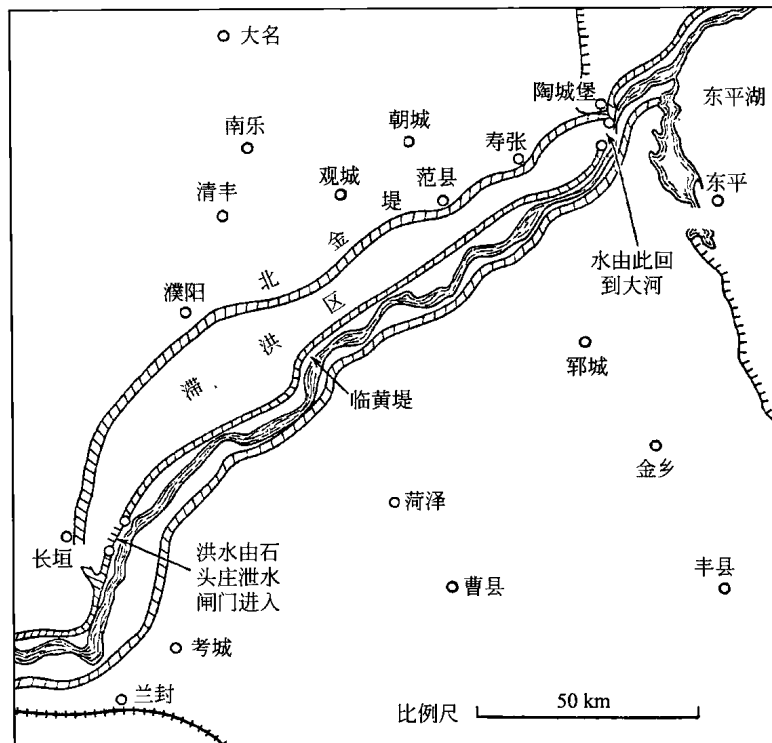 大名
陶城堡
东平湖
南乐
朝城
寿张
清丰
观城
范县
东平
北金堤
水由此回
到大河
濮阳
滞洪区
郓城
临黄堤
金乡
菏泽
长垣
洪水由石
头庄泄水
闸门进入
曹县
丰县
考城
兰封
比例尺
50 km